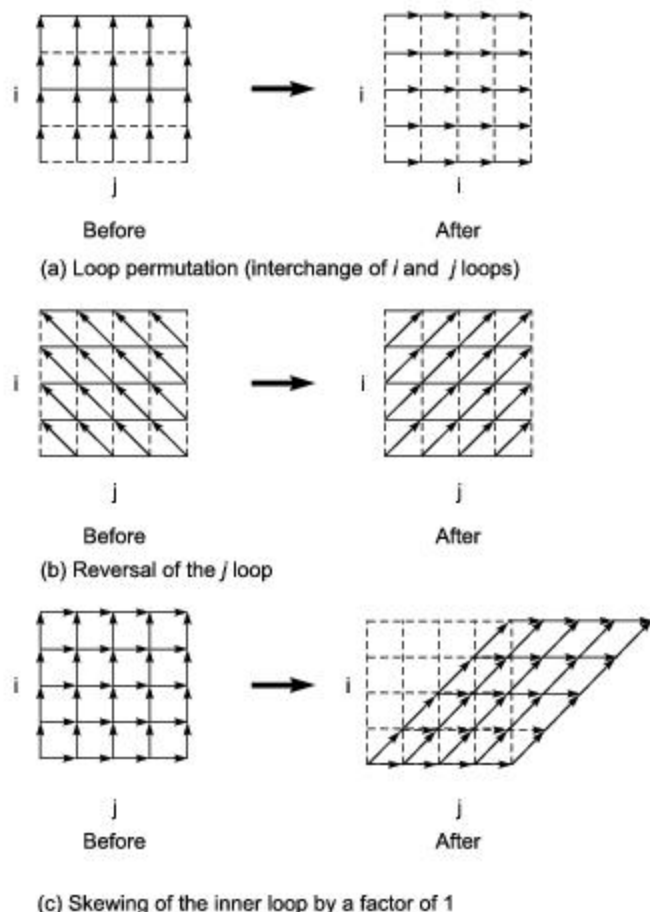 i
i
j
i
Before
After
(a) Loop permutation (interchange of i and j loops)
i
i
j
j
Before
After
(b) Reversal of the j loop
i
i
j
j
Before
After
(c) Skewing of the inner loop by a factor of 1